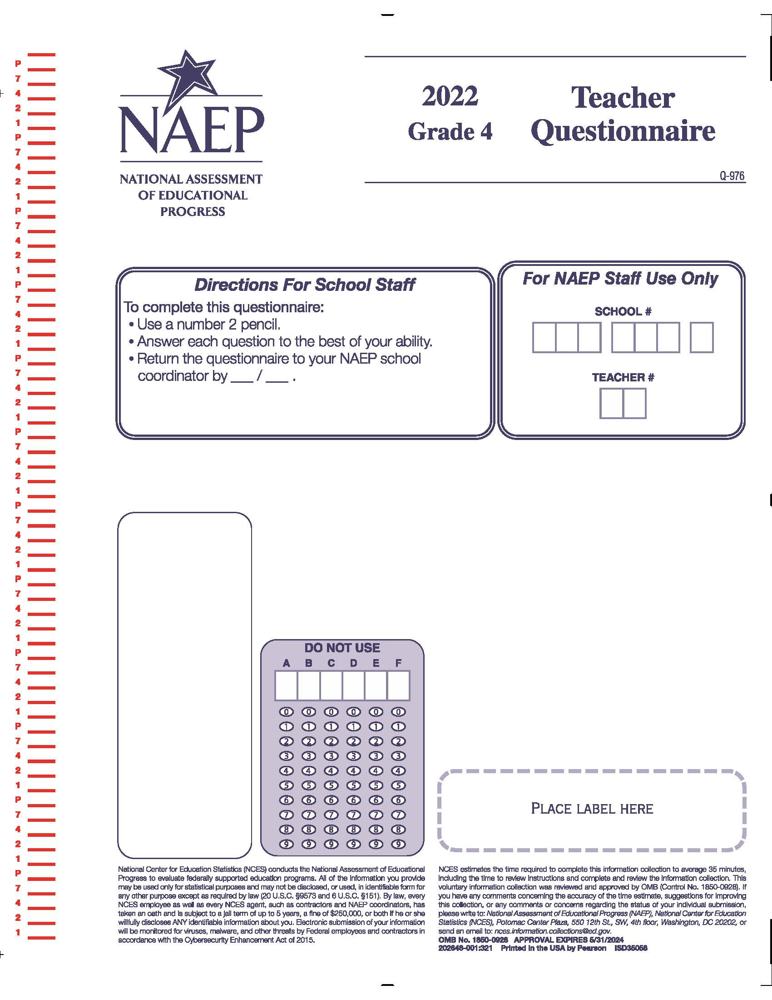 NAEP
NATIONAL ASSESSMENT
OF EDUCATIONAL
PROGRESS
2022
Grade 4
Teacher
Questionnaire
Q-976
Directions For School Staff
To complete this questionnaire:
• Use a number 2 pencil.
• Answer each question to the best of your ability.
• Return the questionnaire to your NAEP school
coordinator by ___ / ___ .
For NAEP Staff Use Only
SCHOOL #
TEACHER #
DO NOT USE
A B C D E F
0 0 0 0 0 0
1 1 1 1 1 1
2 2 2 2 2 2
3 3 3 3 3 3
4 4 4 4 4 4
5 5 5 5 5 5
6 6 6 6 6 6
7 7 7 7 7 7
8 8 8 8 8 8
9 9 9 9 9 9
PLACE LABEL HERE
National Center for Education Statistics (NCES) conducts the National Assessment of Educational
Progress to evaluate federally supported education programs. All of the information you provide
may be used only for statistical purposes and may not be disclosed, or used, in identifiable form for
any other purpose except as required by law (20 U.S.C. §9573 and 6 U.S.C. §151). By law, every
NCES employee as well as every NCES agent, such as contractors and NAEP coordinators, has
taken an oath and is subject to a jail term of up to 5 years, a fine of $250,000, or both if he or she
willfully discloses ANY identifiable information about you. Electronic submission of your information
will be monitored for viruses, malware, and other threats by Federal employees and contractors in
accordance with the Cybersecurity Enhancement Act of 2015.
NCES estimates the time required to complete this information collection to average 35 minutes,
including the time to review instructions and complete and review the information collection. This
voluntary information collection was reviewed and approved by OMB (Control No. 1850-0928). If
you have any comments concerning the accuracy of the time estimate, suggestions for improving
this collection, or any comments or concerns regarding the status of your individual submission,
please write to: National Assessment of Educational Progress (NAEP), National Center for Education
Statistics (NCES), Potomac Center Plaza, 550 12th St., SW, 4th floor, Washington, DC 20202, or
send an email to: nces.information.collections@ed.gov.
OMB No. 1850-0928 APPROVAL EXPIRES 5/31/2024
202648-001:321 Printed in the USA by Pearson ISD35058
P
7
4
2
1
P
7
4
2
1
P
7
4
2
1
P
7
4
2
1
P
7
4
2
1
P
7
4
2
1
P
7
4
2
1
P
7
4
2
1
P
7
4
2
1
P
7
4
2
1
P
7
4
2
1
P
7
4
2
1